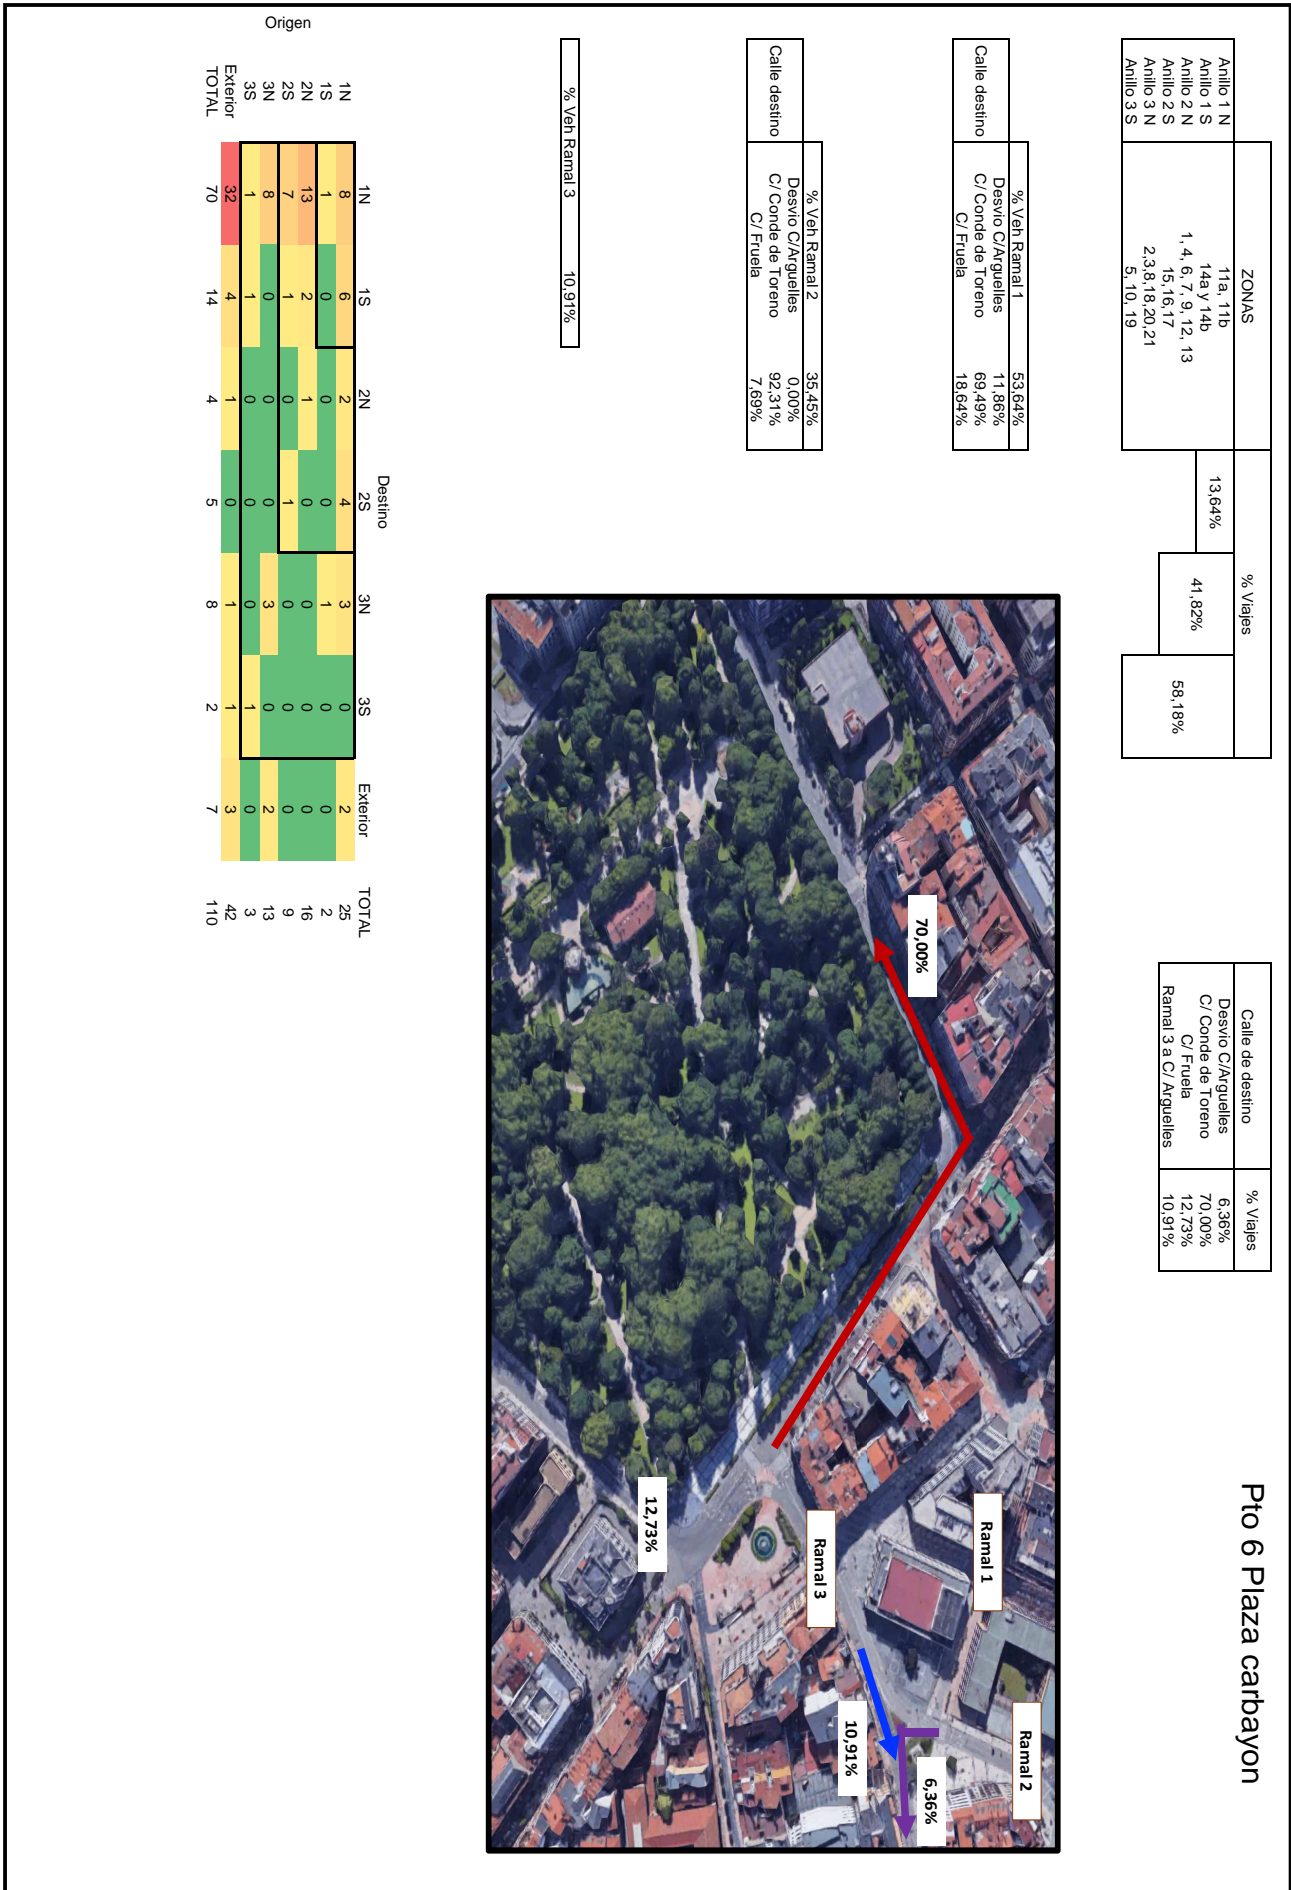 Pto 6 Plaza carbayon
ZONAS % Viajes
Anillo 1 N 11a, 11b 13,64% 41,82% 58,18%
Anillo 1 S 14a y 14b
Anillo 2 N 1, 4, 6, 7, 9, 12, 13
Anillo 2 S 15,16,17
Anillo 3 N 2,3,8,18,20,21
Anillo 3 S 5, 10, 19
Calle de destino % Viajes
Desvio C/Arguelles 6,36%
C/ Conde de Toreno 70,00%
C/ Fruela 12,73%
Ramal 3 a C/ Arguelles 10,91%
% Veh Ramal 1 53,64%
Calle destino
Desvio C/Arguelles 11,86%
C/ Conde de Toreno 69,49%
C/ Fruela 18,64%
% Veh Ramal 2 35,45%
Calle destino
Desvio C/Arguelles 0,00%
C/ Conde de Toreno 92,31%
C/ Fruela 7,69%
% Veh Ramal 3 10,91%
70,00%
Ramal 1
Ramal 2
Ramal 3
6,36%
10,91%
12,73%
Destino
1N 1S 2N 2S 3N 3S Exterior TOTAL
Origen
1N 8 6 2 4 3 0 2 25
1S 1 0 0 0 1 0 0 2
2N 13 2 1 0 0 0 0 16
2S 7 1 0 1 0 0 0 9
3N 8 0 0 0 3 0 2 13
3S 1 1 0 0 0 1 0 3
Exterior 32 4 1 0 1 1 3 42
TOTAL 70 14 4 5 8 2 7 110